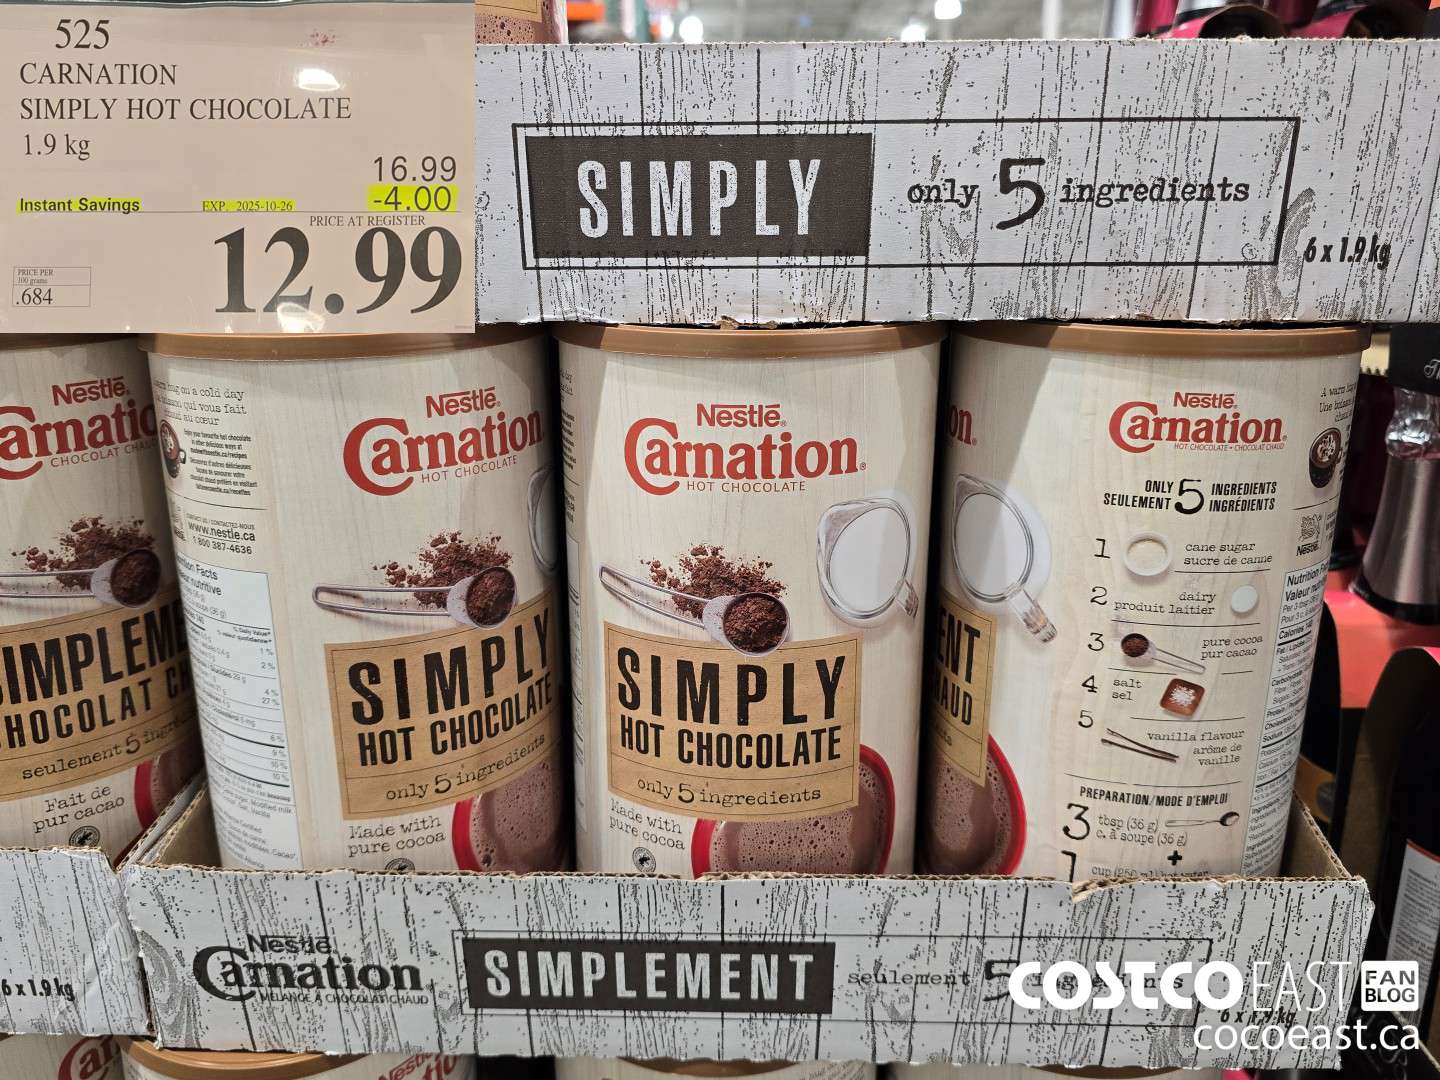 525
CARNATION
SIMPLY HOT CHOCOLATE
1.9 kg
16.99
Instant Savings EXP. 2025-10-26 -4.00
PRICE AT REGISTER
12.99
PRICE PER
100 grams
.684
SIMPLY only 5 ingredients
6 x 1.9 kg
Nestlé
Carnation
HOT CHOCOLATE
www.nestle.ca
1 800 387-4636
SIMPLY
HOT CHOCOLATE
only 5 ingredients
Made with
pure cocoa
seulement 5
Fait de
pur cacao
Nestlé
Carnation
HOT CHOCOLATE
SIMPLY
HOT CHOCOLATE
only 5 ingredients
Made with
pure cocoa
Nestlé
Carnation
HOT CHOCOLATE • CHOCOLAT CHAUD
ONLY 5 INGREDIENTS
SEULEMENT INGRÉDIENTS
1 cane sugar
sucre de canne
2 dairy
produit laitier
3 pure cocoa
pur cacao
4 salt
sel
5 vanilla flavour
arôme de
vanille
PREPARATION/MODE D'EMPLOI
3 tbsp (36 g)
c. à soupe (36 g)
+
1 cup (250 ml) hot water
Nestlé
Carnation
MÉLANGE À CHOCOLAT CHAUD
SIMPLEMENT seulement 5 ingrédients
6 x 1.9 kg
6 x 1.9 kg
COSTCO EAST FAN BLOG
cocoeast.ca